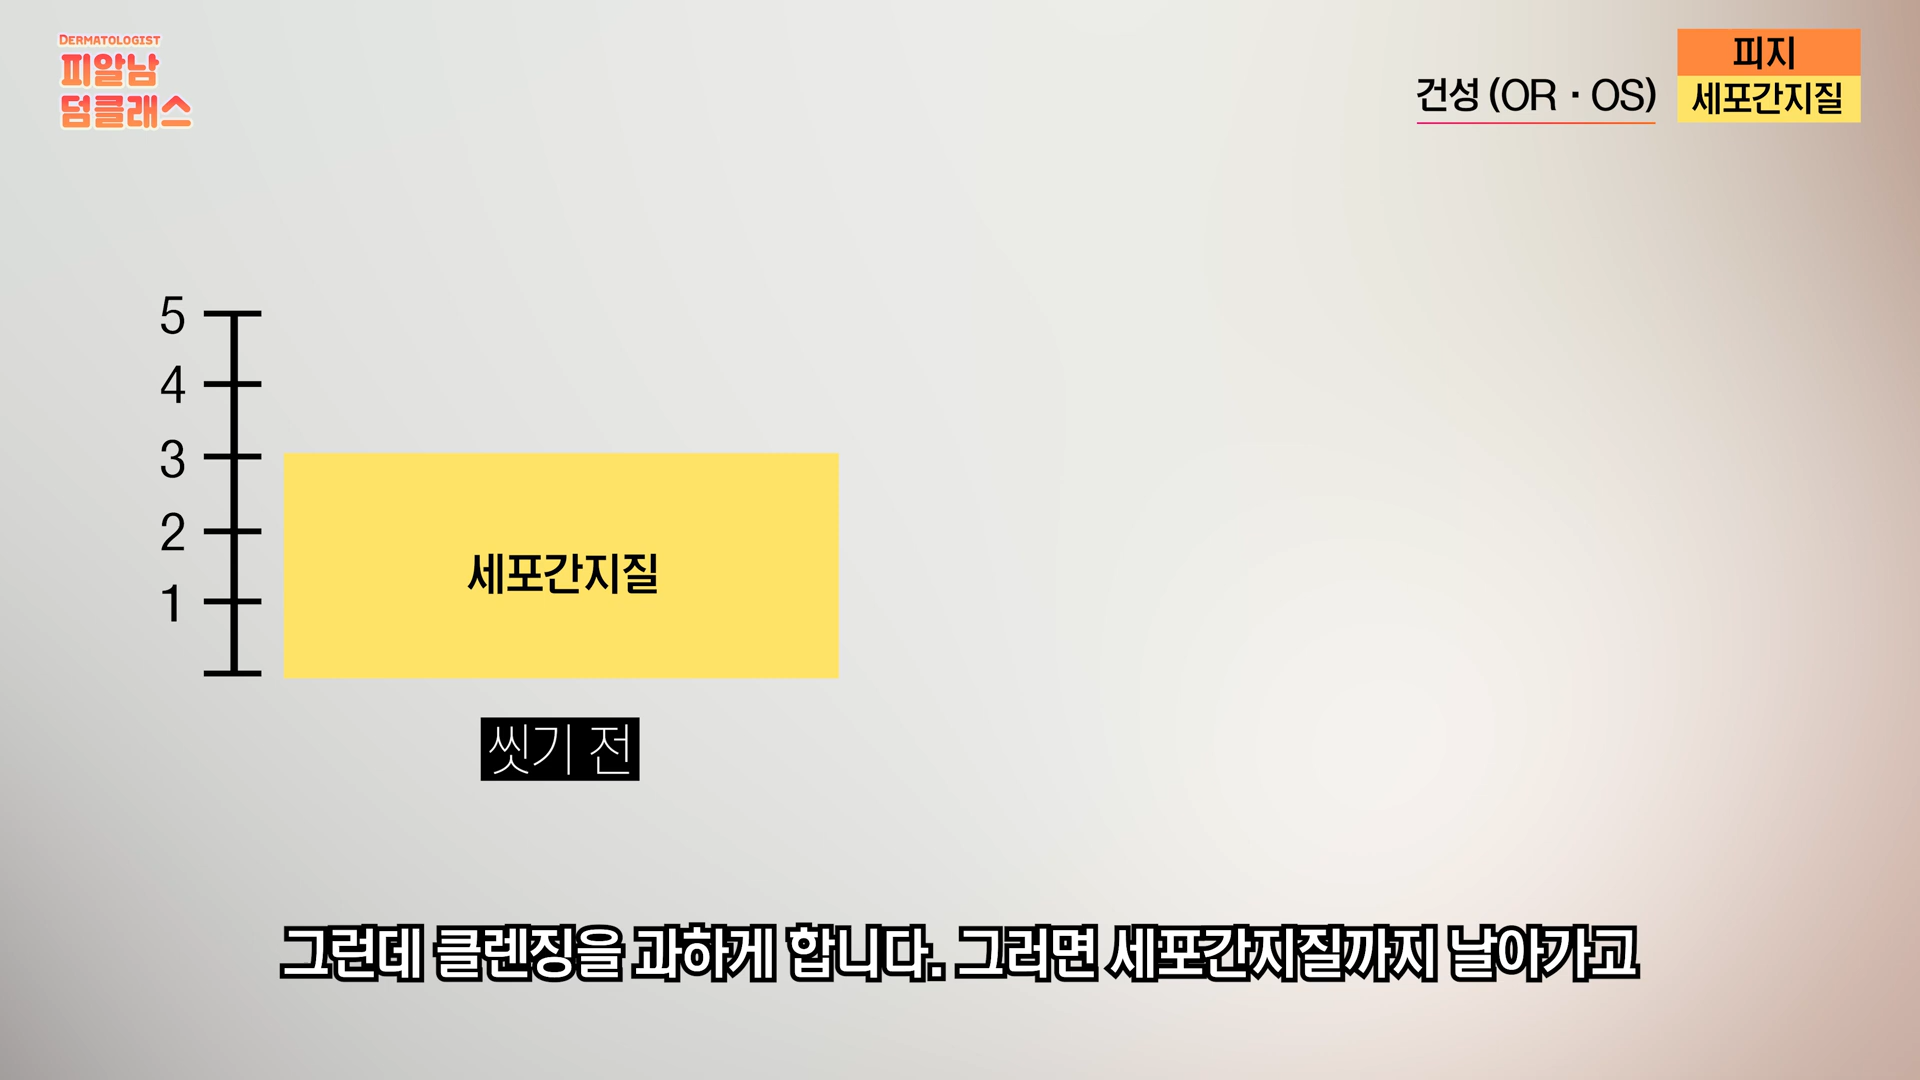 DERMATOLOGIST
피알남
덤클래스
건성 (OR · OS)
피지
세포간지질
5
4
3
2
1
세포간지질
씻기 전
그런데 클렌징을 과하게 합니다. 그러면 세포간지질까지 날아가고